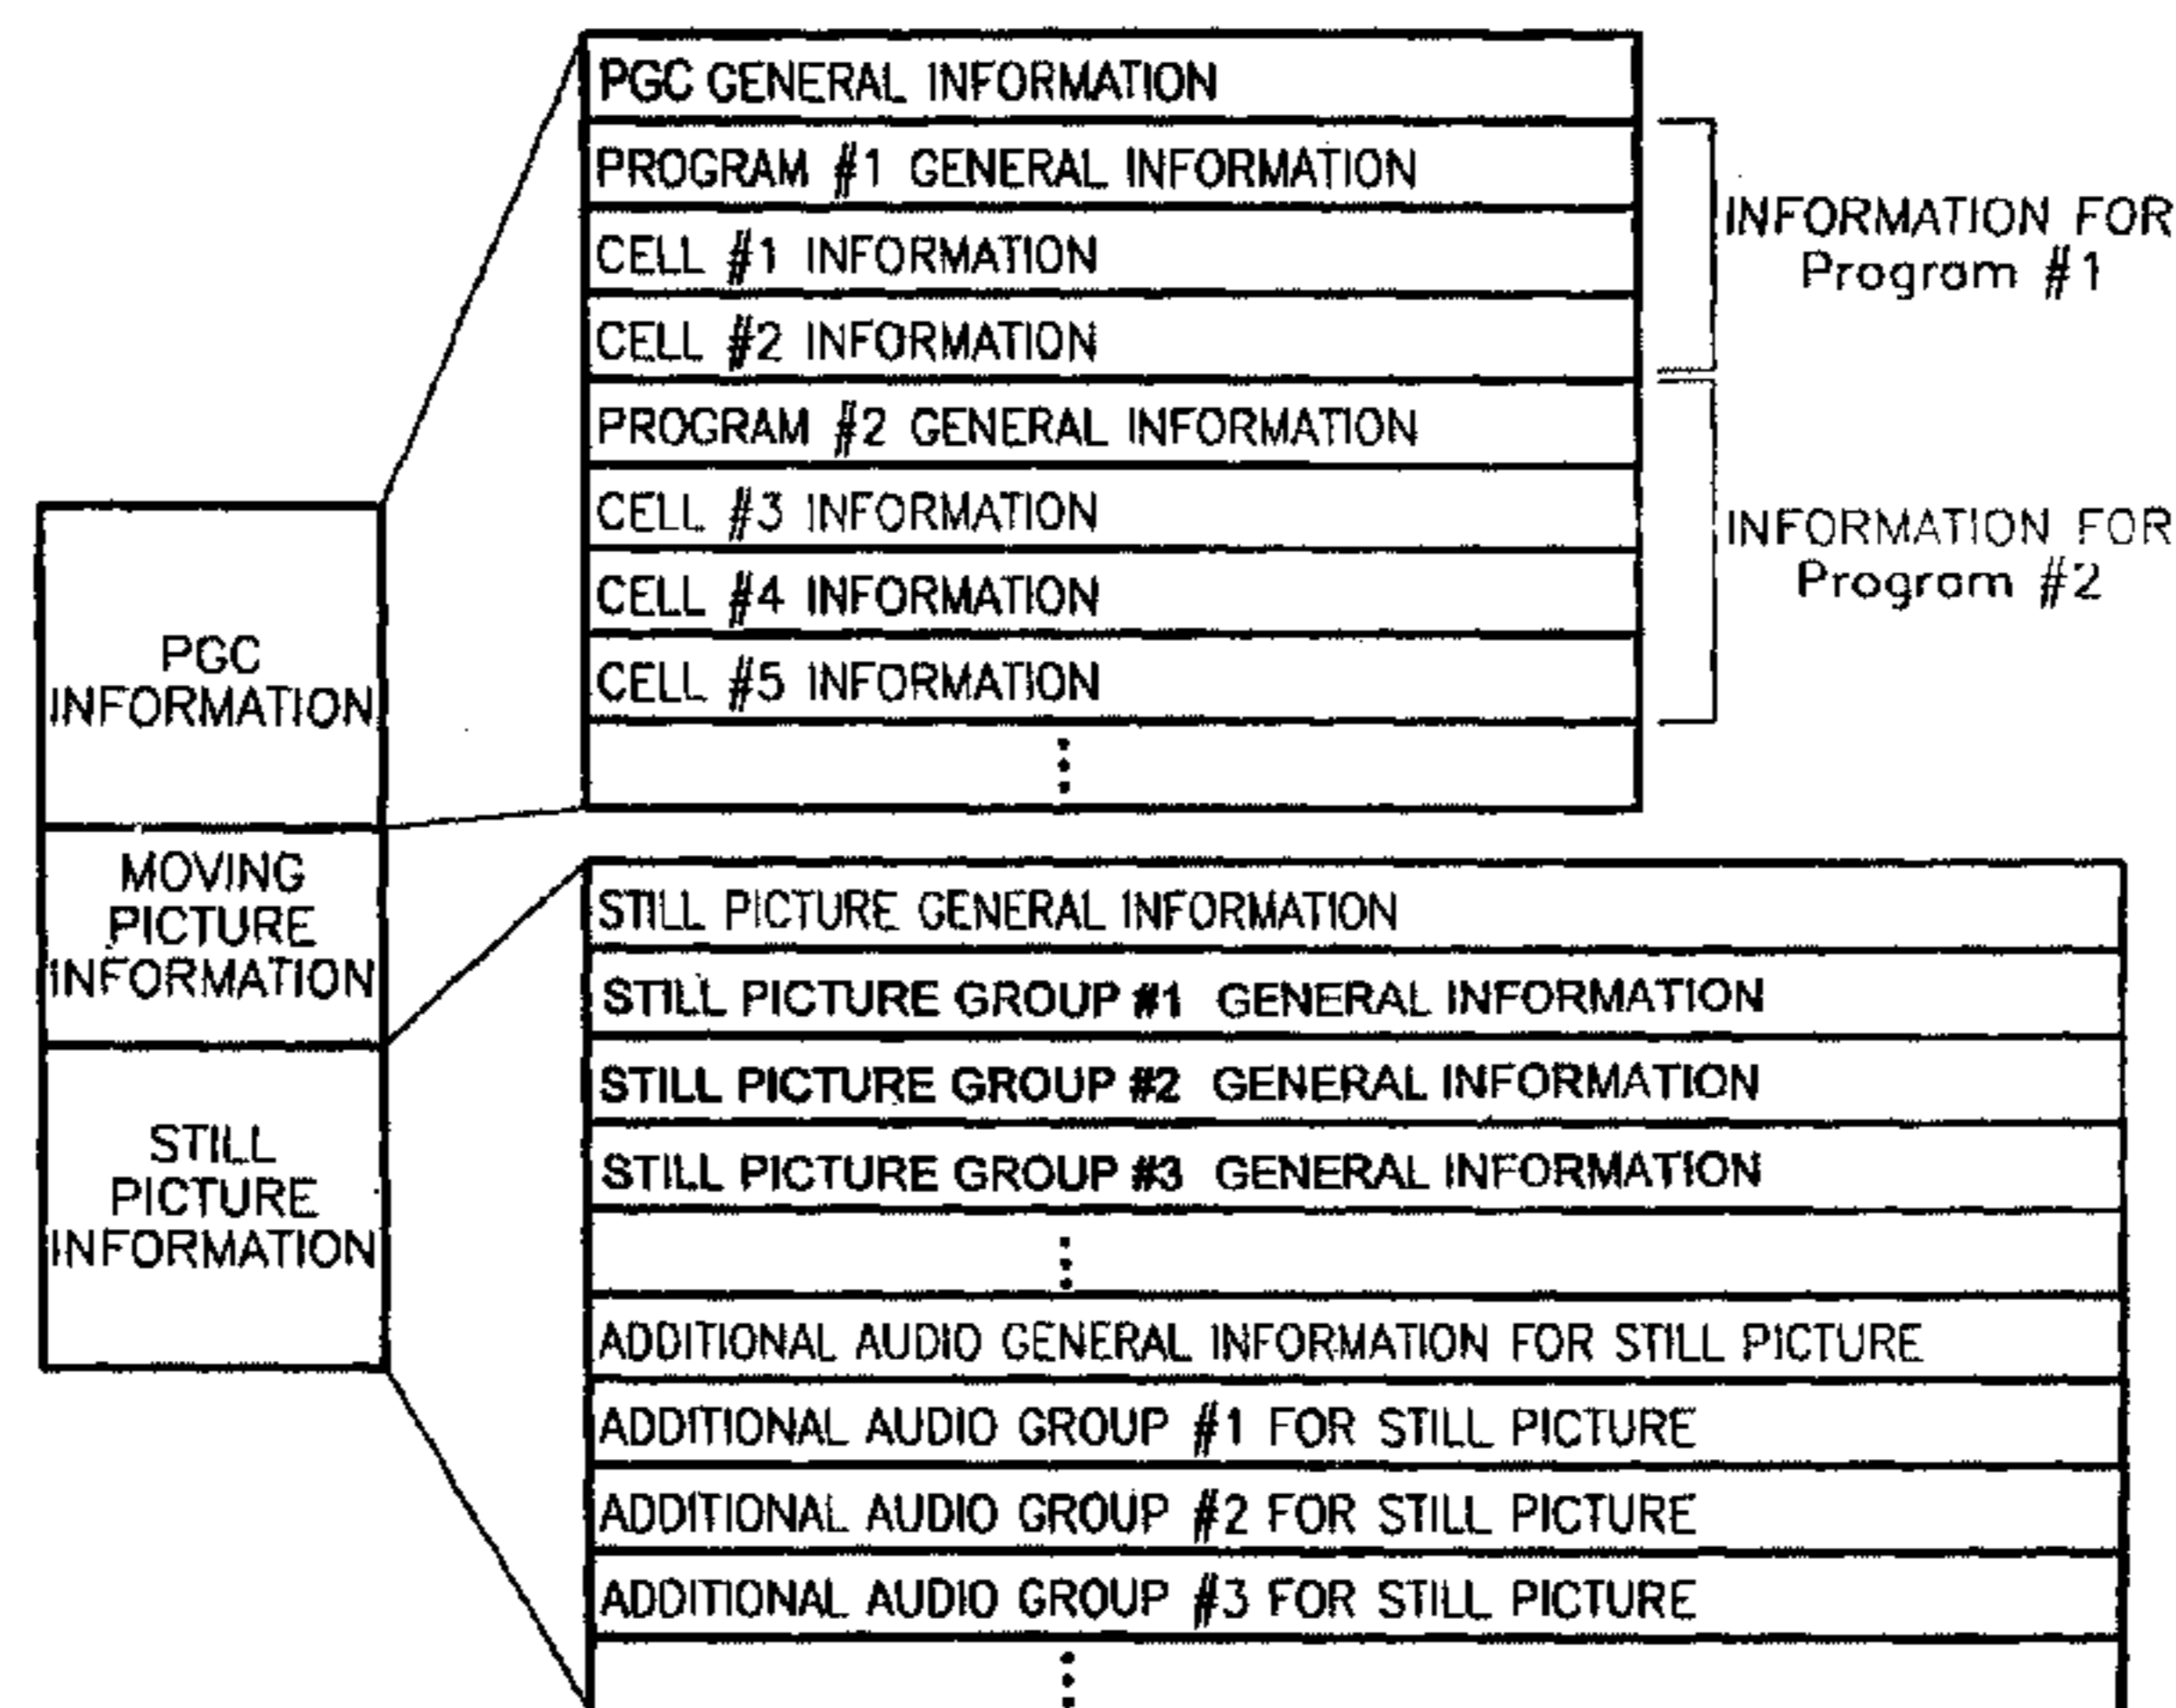 PGC GENERAL INFORMATION
PROGRAM #1 GENERAL INFORMATION
CELL #1 INFORMATION
CELL #2 INFORMATION
PROGRAM #2 GENERAL INFORMATION
CELL #3 INFORMATION
CELL #4 INFORMATION
CELL #5 INFORMATION
INFORMATION FOR
Program #1
INFORMATION FOR
Program #2
PGC
INFORMATION
MOVING
PICTURE
INFORMATION
STILL
PICTURE
INFORMATION
STILL PICTURE GENERAL INFORMATION
STILL PICTURE GROUP #1 GENERAL INFORMATION
STILL PICTURE GROUP #2 GENERAL INFORMATION
STILL PICTURE GROUP #3 GENERAL INFORMATION
ADDITIONAL AUDIO GENERAL INFORMATION FOR STILL PICTURE
ADDITIONAL AUDIO GROUP #1 FOR STILL PICTURE
ADDITIONAL AUDIO GROUP #2 FOR STILL PICTURE
ADDITIONAL AUDIO GROUP #3 FOR STILL PICTURE